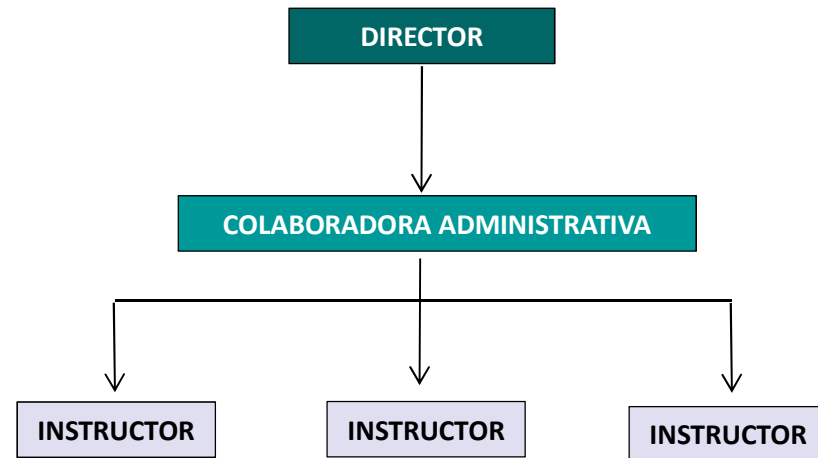 DIRECTOR
COLABORADORA ADMINISTRATIVA
INSTRUCTOR
INSTRUCTOR
INSTRUCTOR